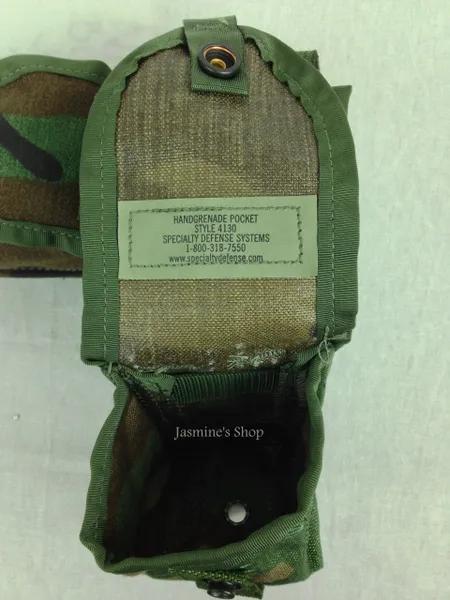 HANDGRENADE POCKET
STYLE 4130
SPECIALTY DEFENSE SYSTEMS
1-800-318-7550
www.specialtydefense.com
Jasmine's Shop